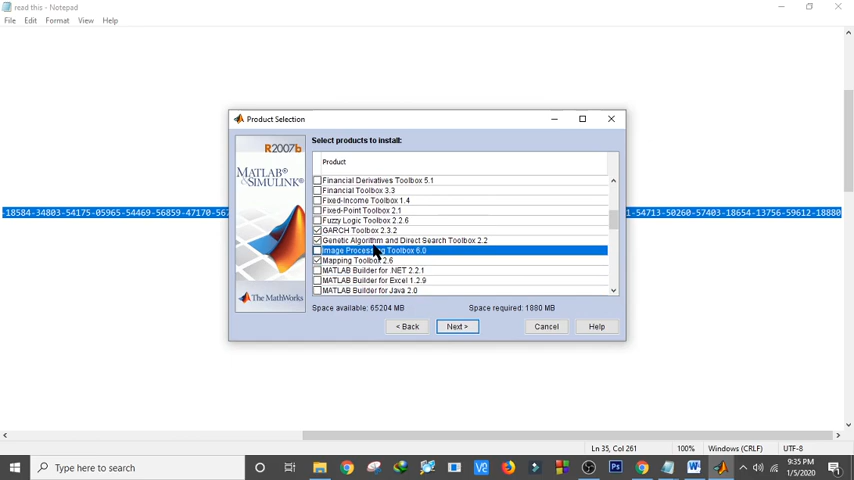 read this - Notepad
File Edit Format View Help
Product Selection
R2007b
MATLAB®
&SIMULINK®
The MathWorks
Select products to install:
Product
Financial Derivatives Toolbox 5.1
Financial Toolbox 3.3
Fixed-Income Toolbox 1.4
Fixed-Point Toolbox 2.1
Fuzzy Logic Toolbox 2.2.6
GARCH Toolbox 2.3.2
Genetic Algorithm and Direct Search Toolbox 2.2
Image Processing Toolbox 6.0
Mapping Toolbox 2.6
MATLAB Builder for .NET 2.2.1
MATLAB Builder for Excel 1.2.9
MATLAB Builder for Java 2.0
-18584-34803-54175-05965-54469-56859-47170-567
1-54713-50260-57403-18654-13756-59612-18880
Space available: 65204 MB Space required: 1880 MB
< Back Next > Cancel Help
Ln 35, Col 261 100% Windows (CRLF) UTF-8
Type here to search
9:35 PM
1/5/2020